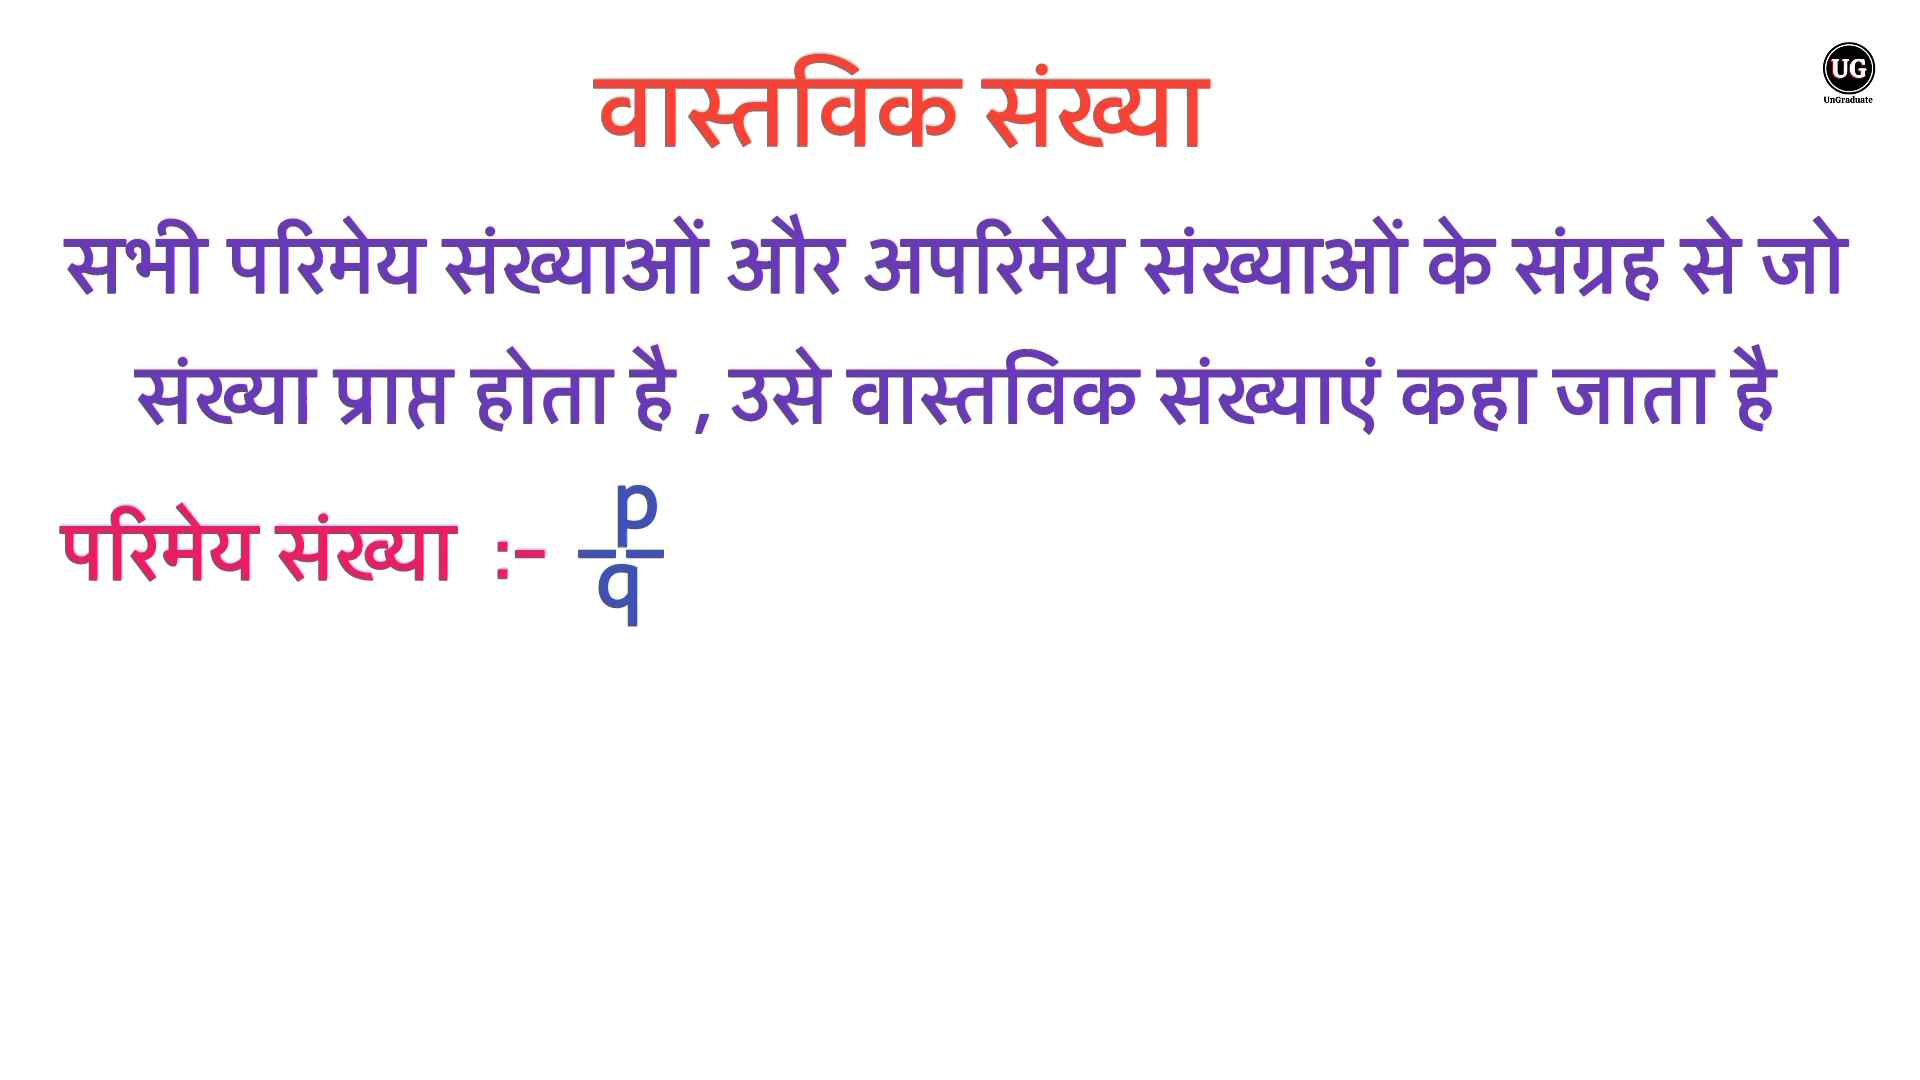 वास्तविक संख्या
UG
UnGraduate
सभी परिमेय संख्याओं और अपरिमेय संख्याओं के संग्रह से जो
संख्या प्राप्त होता है , उसे वास्तविक संख्याएं कहा जाता है
परिमेय संख्या :– p
q